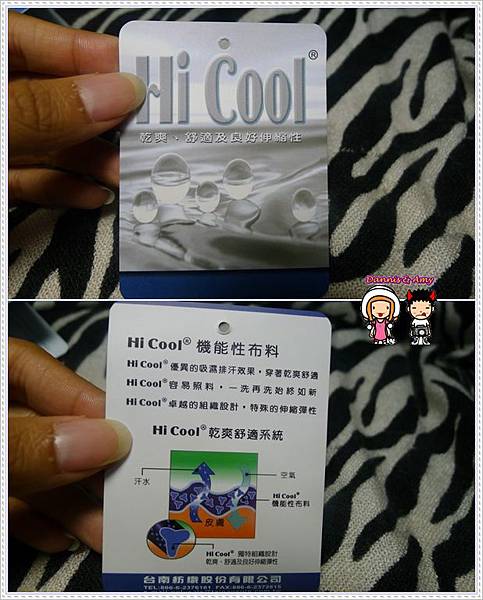 Hi Cool®
乾爽、舒適及良好伸縮性
Danna & Amy
Hi Cool® 機能性布料
Hi Cool® 優異的吸濕排汗效果，穿著乾爽舒適
Hi Cool® 容易照料，一洗再洗始終如新
Hi Cool® 卓越的組織設計，特殊的伸縮彈性
Hi Cool® 乾爽舒適系統
汗水
空氣
Hi Cool®
機能性布料
皮膚
Hi Cool® 獨特組織設計
乾爽、舒適及良好伸縮彈性
台南紡織股份有限公司